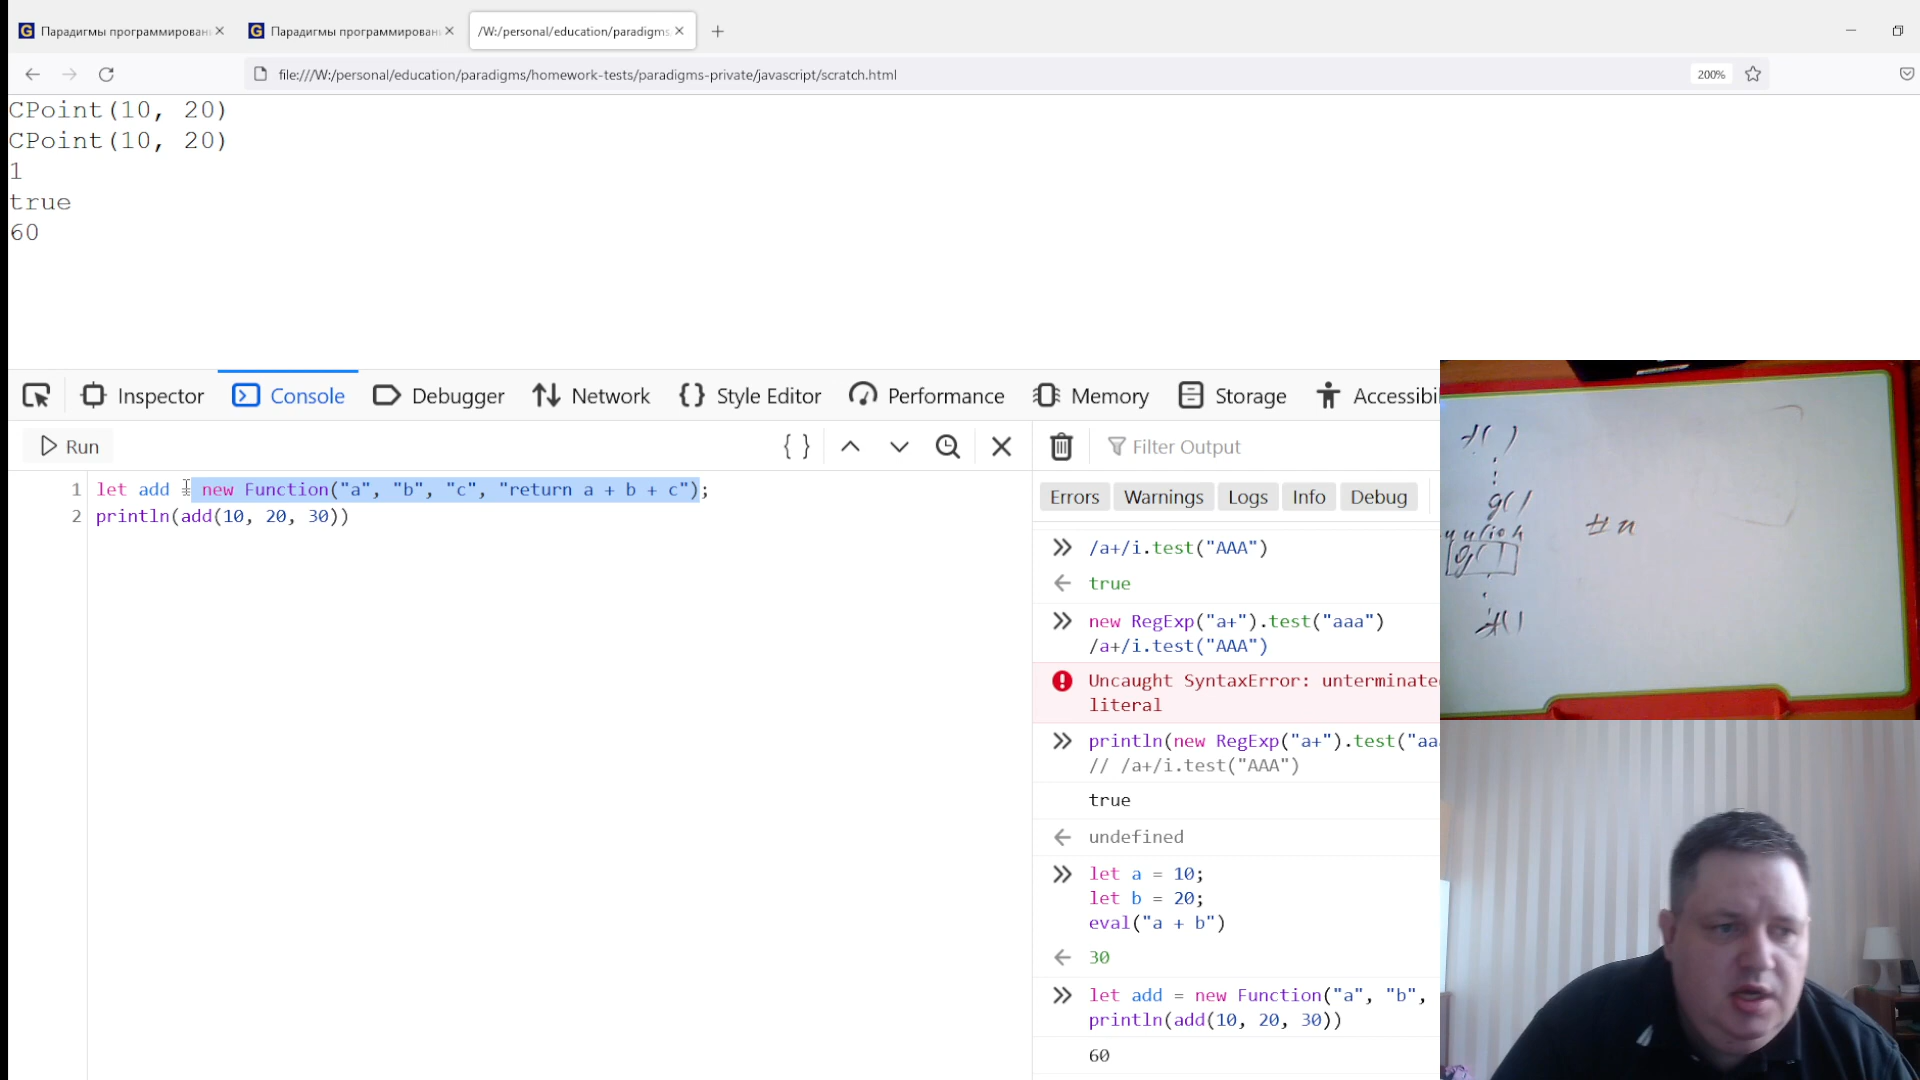 Парадигмы программирован
Парадигмы программирован
/W:/personal/education/paradigms
file:///W:/personal/education/paradigms/homework-tests/paradigms-private/javascript/scratch.html
200%
CPoint(10, 20)
CPoint(10, 20)
1
true
60
Inspector
Console
Debugger
Network
{} Style Editor
Performance
Memory
Storage
Accessibi
Run
{ }
Filter Output
1 let add = new Function("a", "b", "c", "return a + b + c");
2 println(add(10, 20, 30))
Errors
Warnings
Logs
Info
Debug
/a+/i.test("AAA")
true
new RegExp("a+").test("aaa")
/a+/i.test("AAA")
Uncaught SyntaxError: unterminate
literal
println(new RegExp("a+").test("aa
// /a+/i.test("AAA")
true
undefined
let a = 10;
let b = 20;
eval("a + b")
30
let add = new Function("a", "b",
println(add(10, 20, 30))
60
f( )
g( )
g( )
f( )